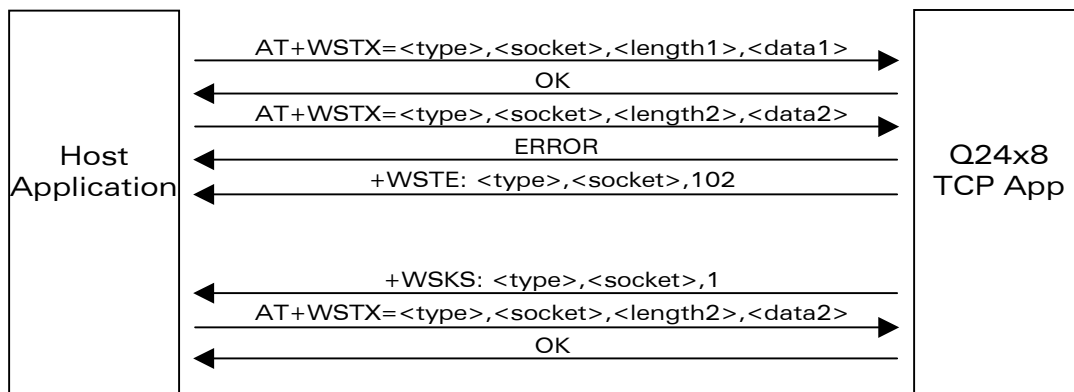 AT+WSTX=<type>,<socket>,<length1>,<data1>
OK
AT+WSTX=<type>,<socket>,<length2>,<data2>
ERROR
Host
Application
Q24x8
TCP App
+WSTE: <type>,<socket>,102
+WSKS: <type>,<socket>,1
AT+WSTX=<type>,<socket>,<length2>,<data2>
OK